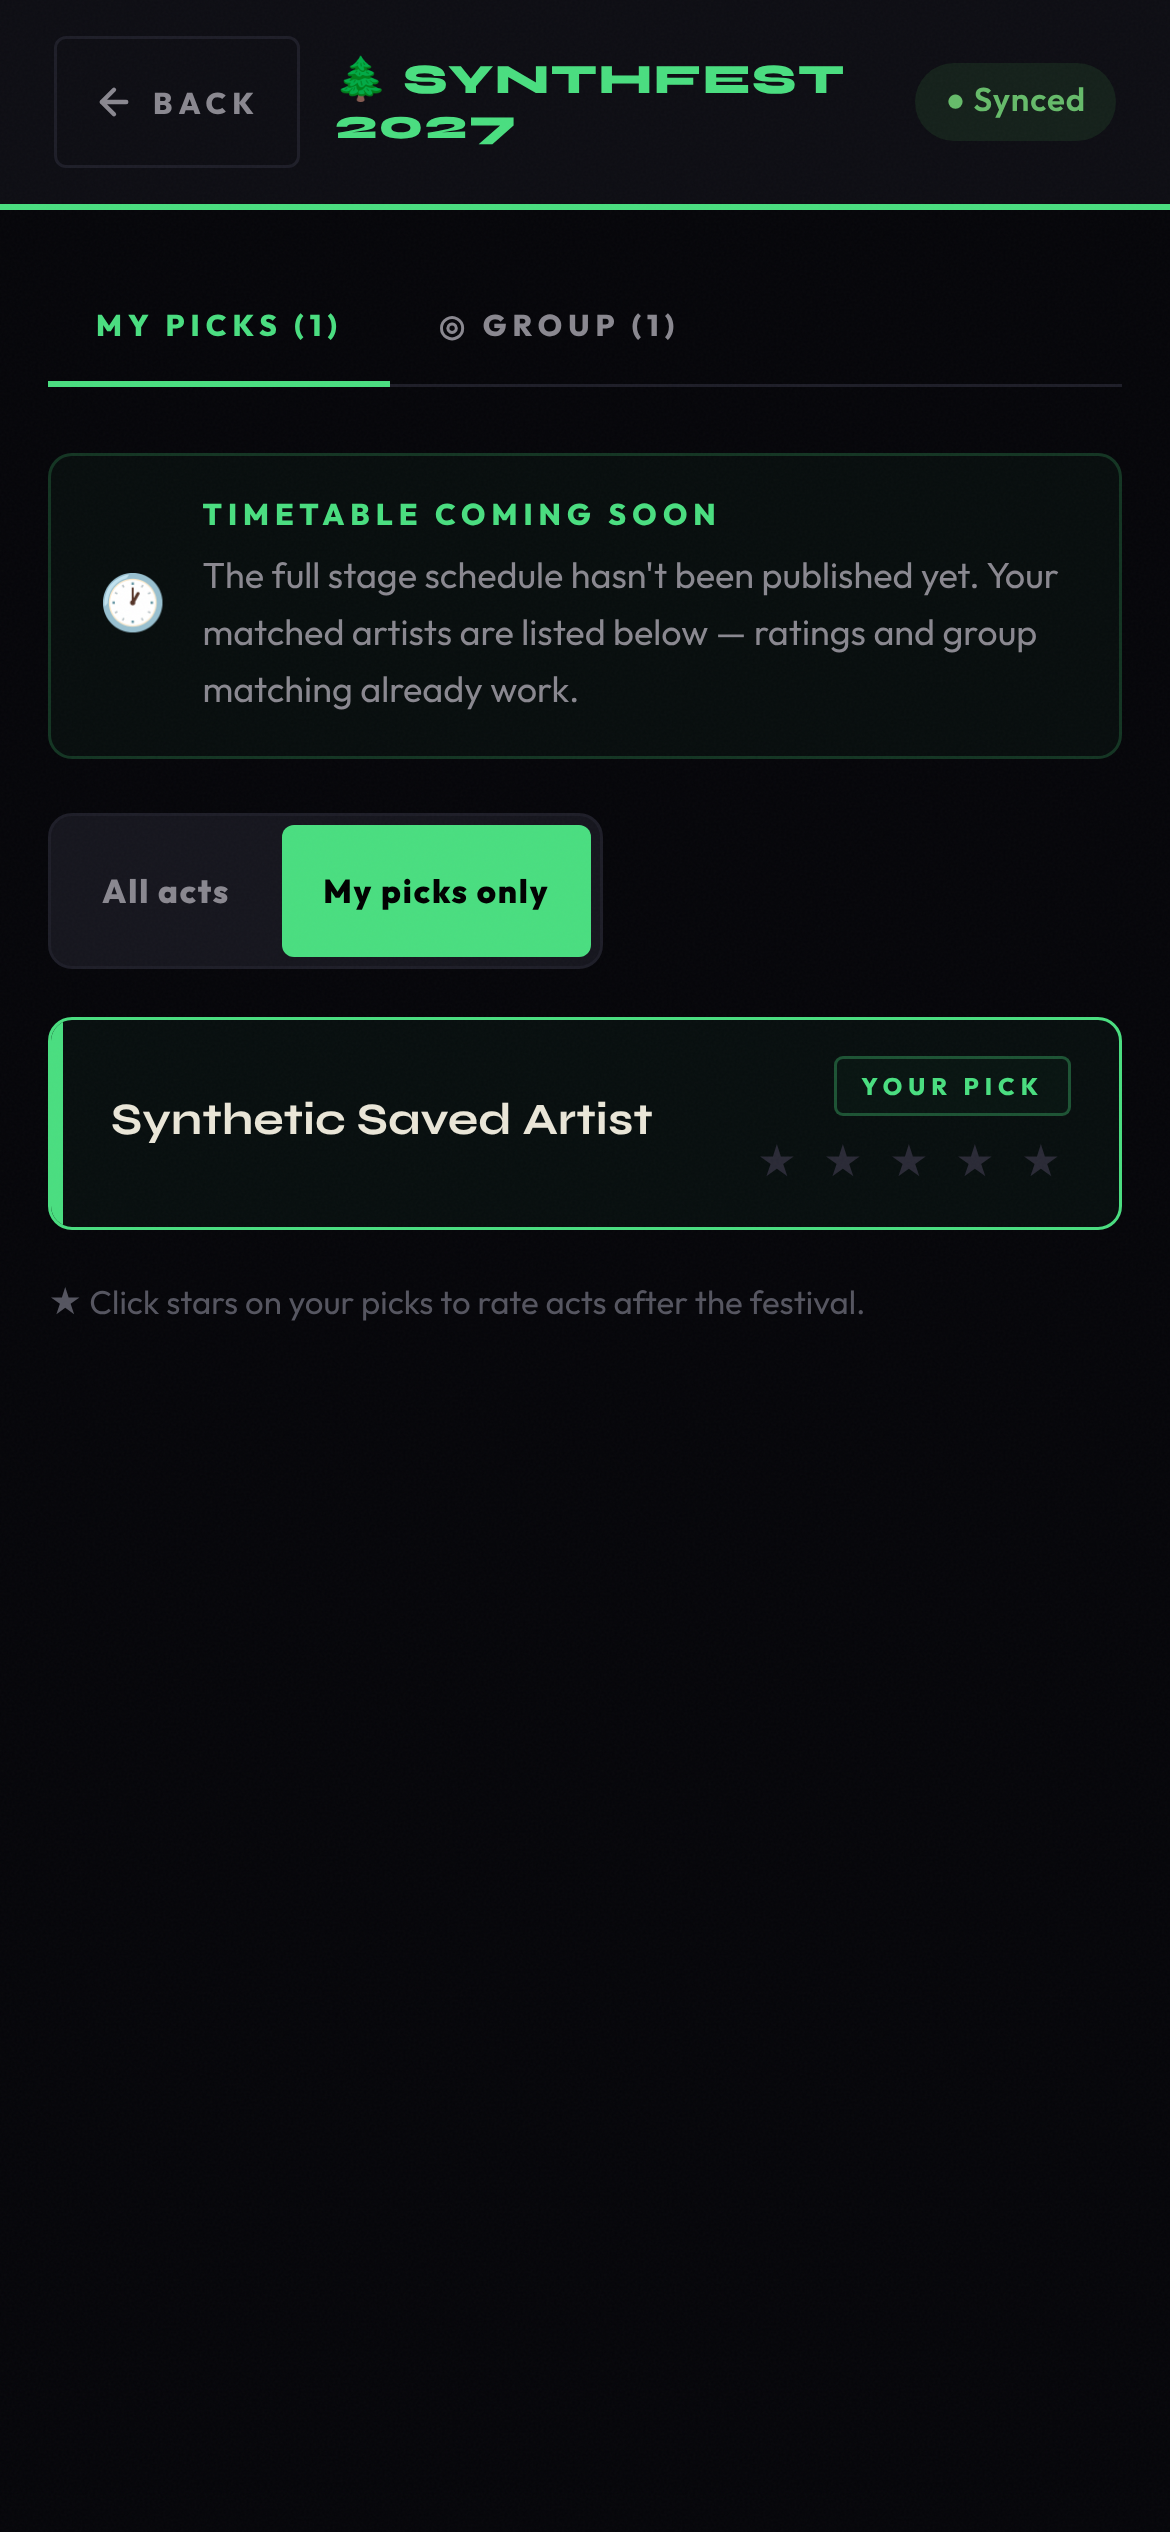 ← BACK
🌲 SYNTHFEST
2027
● Synced
MY PICKS (1)
◎ GROUP (1)
TIMETABLE COMING SOON
The full stage schedule hasn't been published yet. Your
matched artists are listed below — ratings and group
matching already work.
All acts
My picks only
Synthetic Saved Artist
YOUR PICK
★ ★ ★ ★ ★
★ Click stars on your picks to rate acts after the festival.